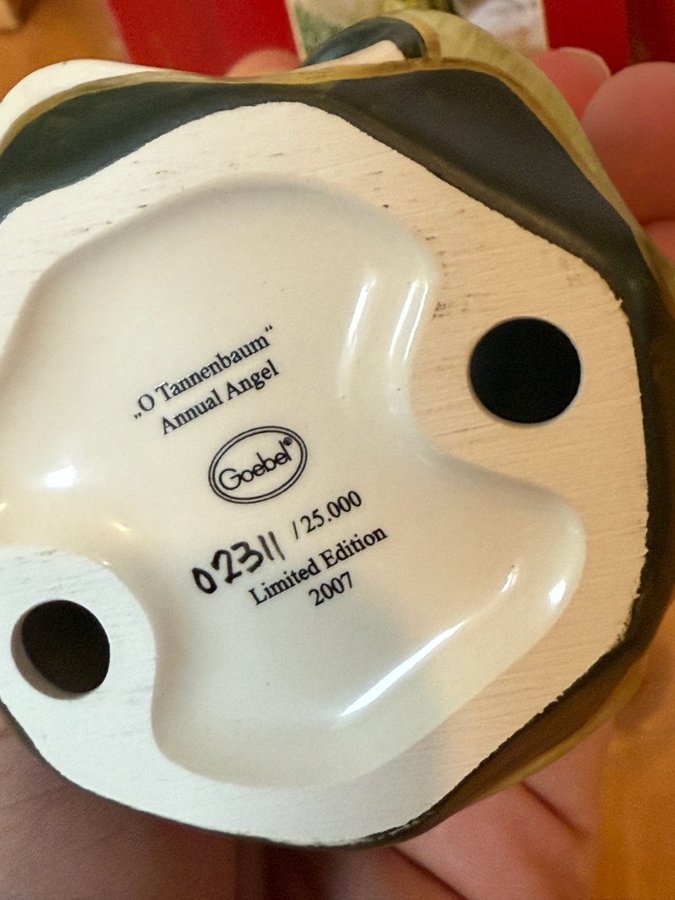 „O Tannenbaum“
Annual Angel
Goebel®
02311 / 25.000
Limited Edition
2007